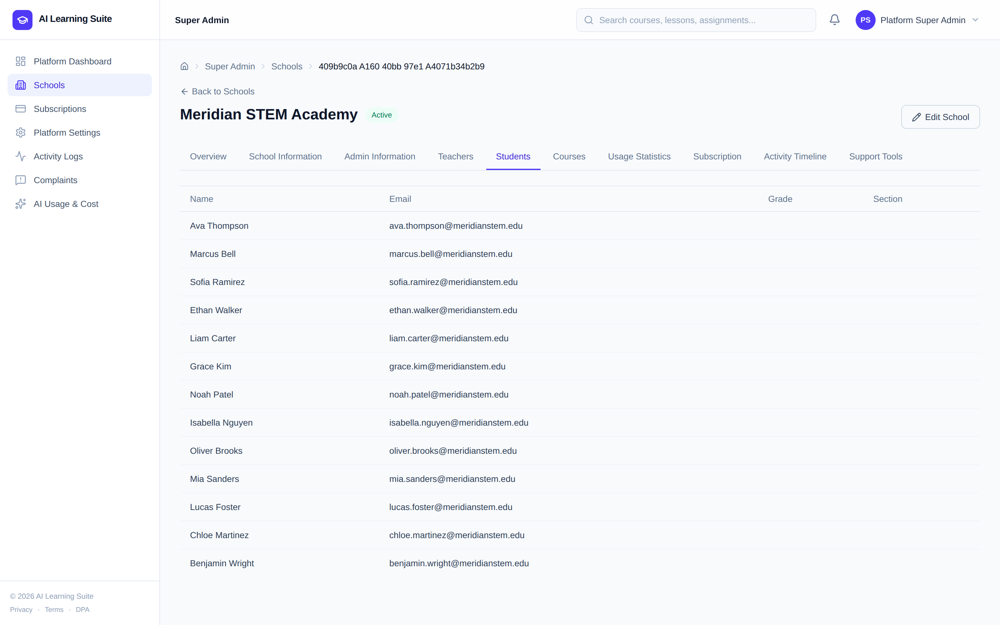 AI Learning Suite
Super Admin
Search courses, lessons, assignments...
PS
Platform Super Admin
Platform Dashboard
Schools
Subscriptions
Platform Settings
Activity Logs
Complaints
AI Usage & Cost
Super Admin
Schools
409b9c0a A160 40bb 97e1 A4071b34b2b9
Back to Schools
Meridian STEM Academy
Active
Edit School
Overview
School Information
Admin Information
Teachers
Students
Courses
Usage Statistics
Subscription
Activity Timeline
Support Tools
Name Email Grade Section
Ava Thompson ava.thompson@meridianstem.edu
Marcus Bell marcus.bell@meridianstem.edu
Sofia Ramirez sofia.ramirez@meridianstem.edu
Ethan Walker ethan.walker@meridianstem.edu
Liam Carter liam.carter@meridianstem.edu
Grace Kim grace.kim@meridianstem.edu
Noah Patel noah.patel@meridianstem.edu
Isabella Nguyen isabella.nguyen@meridianstem.edu
Oliver Brooks oliver.brooks@meridianstem.edu
Mia Sanders mia.sanders@meridianstem.edu
Lucas Foster lucas.foster@meridianstem.edu
Chloe Martinez chloe.martinez@meridianstem.edu
Benjamin Wright benjamin.wright@meridianstem.edu
© 2026 AI Learning Suite
Privacy · Terms · DPA